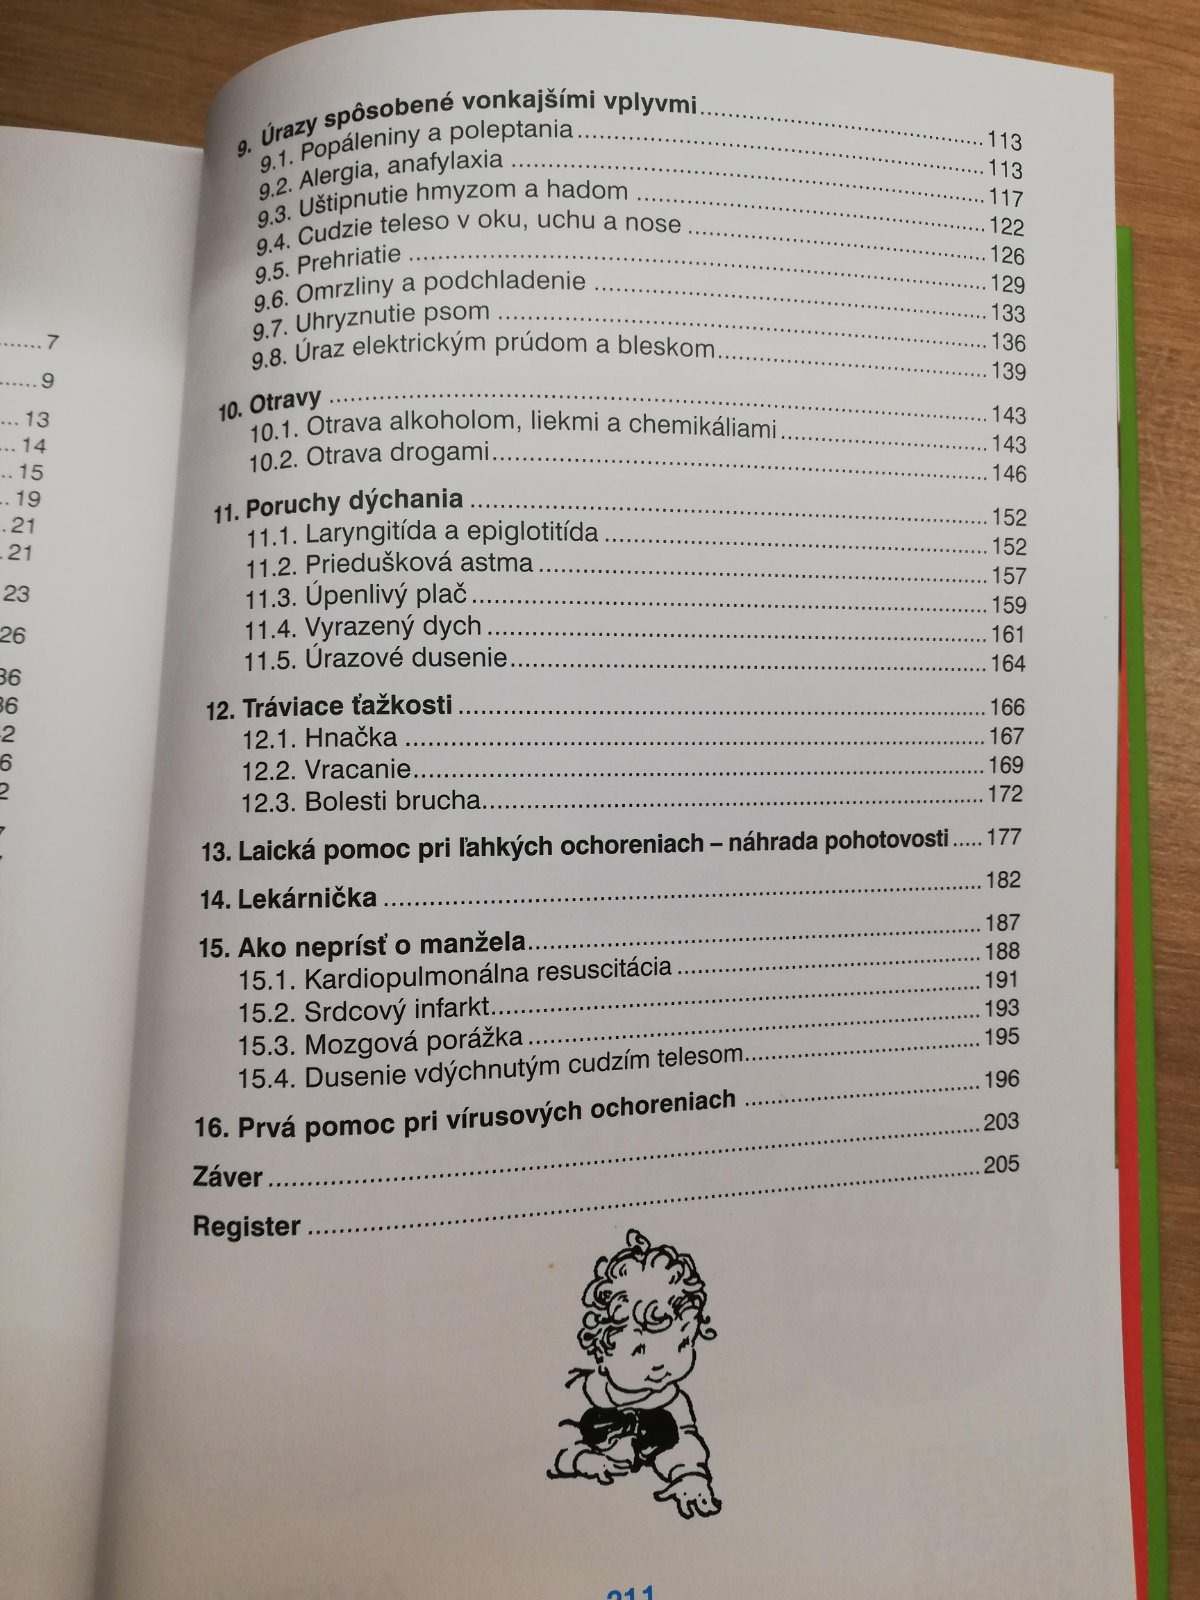 .......7
.......9
....13
...14
...15
...19
..21
..21
23
26
36
36
9. Úrazy spôsobené vonkajšími vplyvmi........113
9.1. Popáleniny a poleptania........113
9.2. Alergia, anafylaxia........117
9.3. Uštipnutie hmyzom a hadom........122
9.4. Cudzie teleso v oku, uchu a nose........126
9.5. Prehriatie........129
9.6. Omrzliny a podchladenie........133
9.7. Uhryznutie psom........136
9.8. Úraz elektrickým prúdom a bleskom........139
10. Otravy........143
10.1. Otrava alkoholom, liekmi a chemikáliami........143
10.2. Otrava drogami........146
11. Poruchy dýchania........152
11.1. Laryngitída a epiglotitída........152
11.2. Priedušková astma........157
11.3. Úpenlivý plač........159
11.4. Vyrazený dych........161
11.5. Úrazové dusenie........164
12. Tráviace ťažkosti........166
12.1. Hnačka........167
12.2. Vracanie........169
12.3. Bolesti brucha........172
13. Laická pomoc pri ľahkých ochoreniach – náhrada pohotovosti.....177
14. Lekárnička........182
15. Ako neprísť o manžela........187
15.1. Kardiopulmonálna resuscitácia........188
15.2. Srdcový infarkt........191
15.3. Mozgová porážka........193
15.4. Dusenie vdýchnutým cudzím telesom........195
16. Prvá pomoc pri vírusových ochoreniach........196
Záver........203
Register........205
211